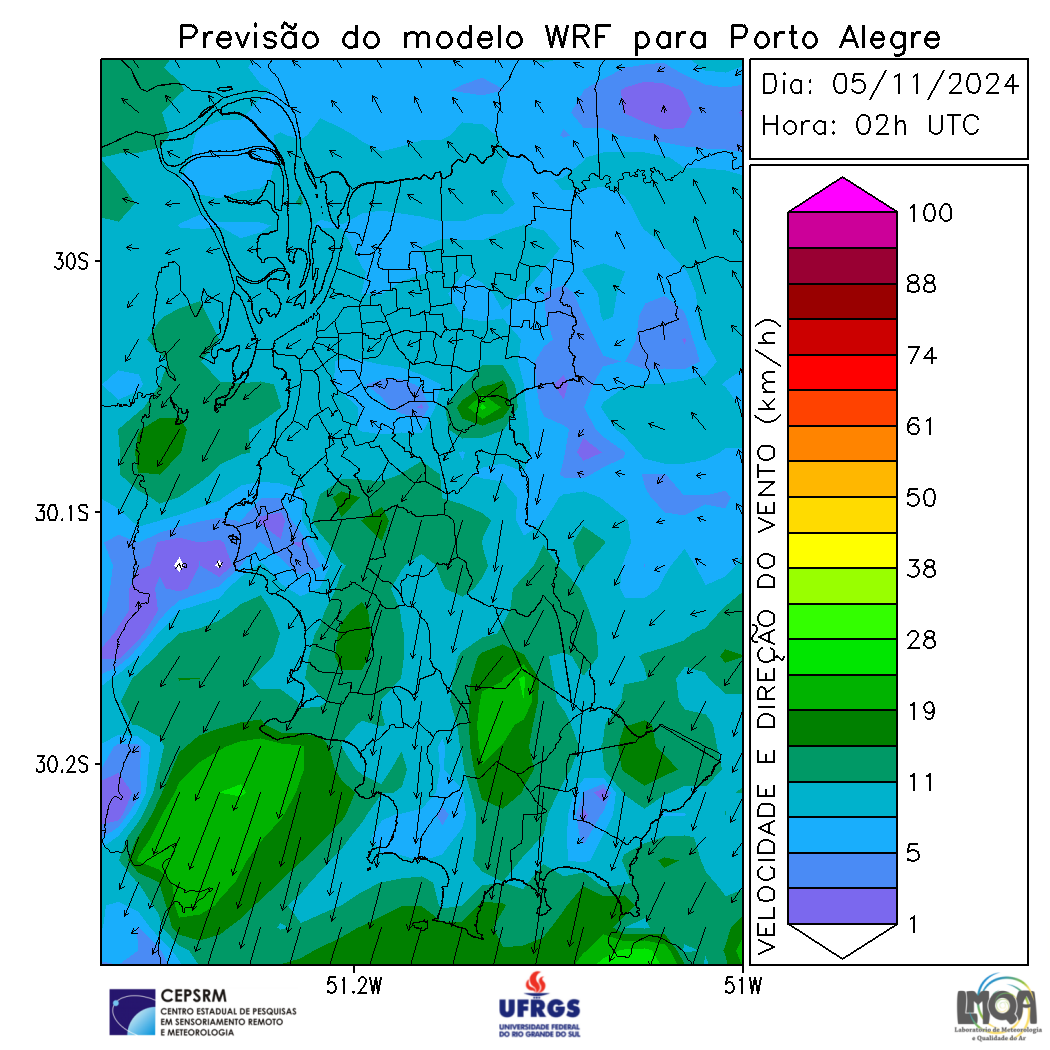 Previsão do modelo WRF para Porto Alegre
Dia: 05/11/2024
Hora: 02h UTC
30S
30.1S
30.2S
51.2W
51W
VELOCIDADE E DIREÇÃO DO VENTO (km/h)
100
88
74
61
50
38
28
19
11
5
1
CEPSRM
CENTRO ESTADUAL DE PESQUISAS
EM SENSORIAMENTO REMOTO
E METEOROLOGIA
UFRGS
UNIVERSIDADE FEDERAL
DO RIO GRANDE DO SUL
LMQA
Laboratório de Meteorologia
e Qualidade do Ar